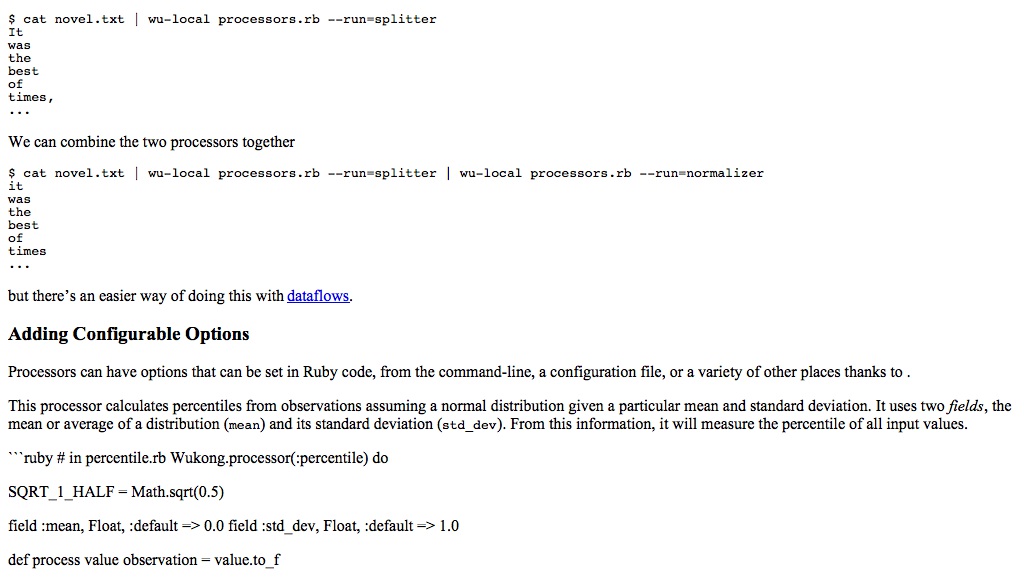 $ cat novel.txt | wu-local processors.rb --run=splitter
It
was
the
best
of
times,
...
We can combine the two processors together
$ cat novel.txt | wu-local processors.rb --run=splitter | wu-local processors.rb --run=normalizer
it
was
the
best
of
times
...
but there’s an easier way of doing this with dataflows.
Adding Configurable Options
Processors can have options that can be set in Ruby code, from the command-line, a configuration file, or a variety of other places thanks to .
This processor calculates percentiles from observations assuming a normal distribution given a particular mean and standard deviation. It uses two fields, the
mean or average of a distribution (mean) and its standard deviation (std_dev). From this information, it will measure the percentile of all input values.
```ruby # in percentile.rb Wukong.processor(:percentile) do
SQRT_1_HALF = Math.sqrt(0.5)
field :mean, Float, :default => 0.0 field :std_dev, Float, :default => 1.0
def process value observation = value.to_f